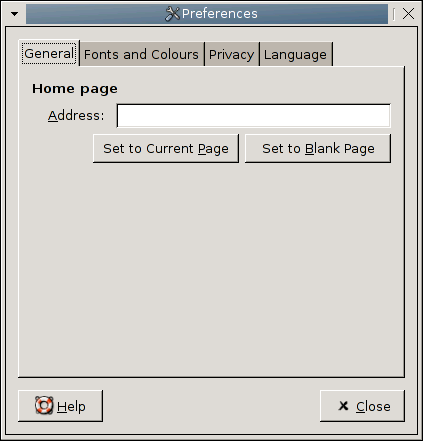 Preferences
General Fonts and Colours Privacy Language
Home page
Address:
Set to Current Page Set to Blank Page
Help Close